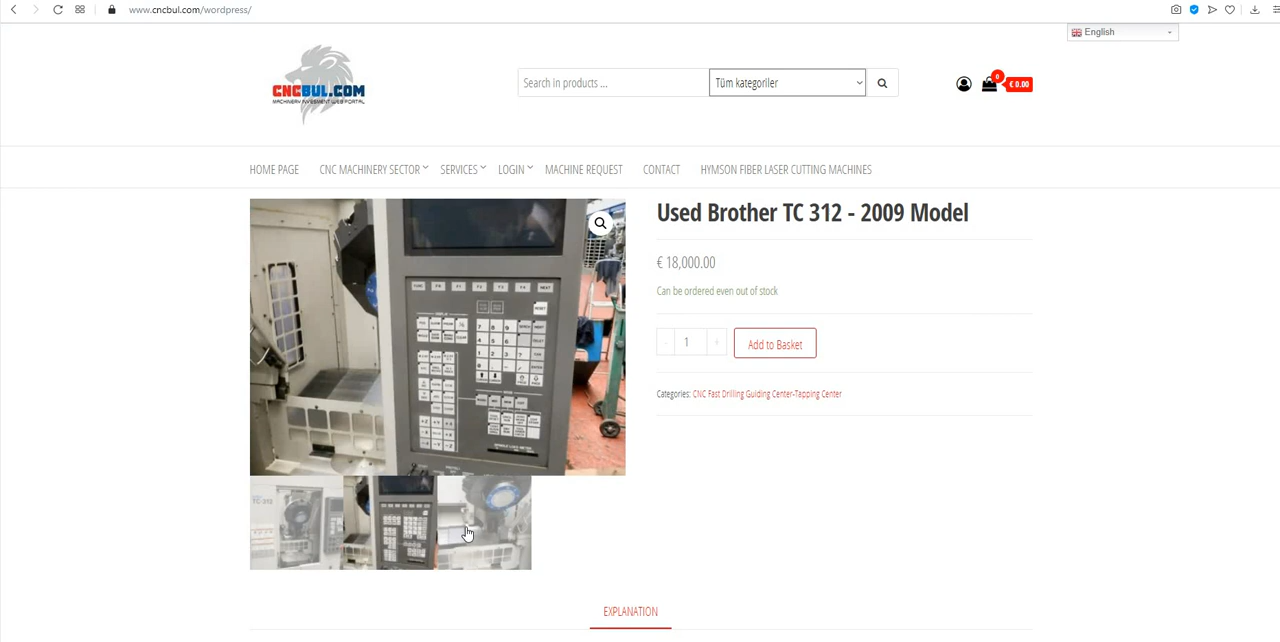 www.cncbul.com/wordpress/
English
CNCBUL.COM
MACHINERY INVESMENT WEB PORTAL
Search in products ...
Tüm kategoriler
0
€ 0.00
HOME PAGE
CNC MACHINERY SECTOR
SERVICES
LOGIN
MACHINE REQUEST
CONTACT
HYMSON FIBER LASER CUTTING MACHINES
Used Brother TC 312 - 2009 Model
€ 18,000.00
Can be ordered even out of stock
-
1
+
Add to Basket
Categories: CNC Fast Drilling Guiding Center-Tapping Center
TC-312
EXPLANATION